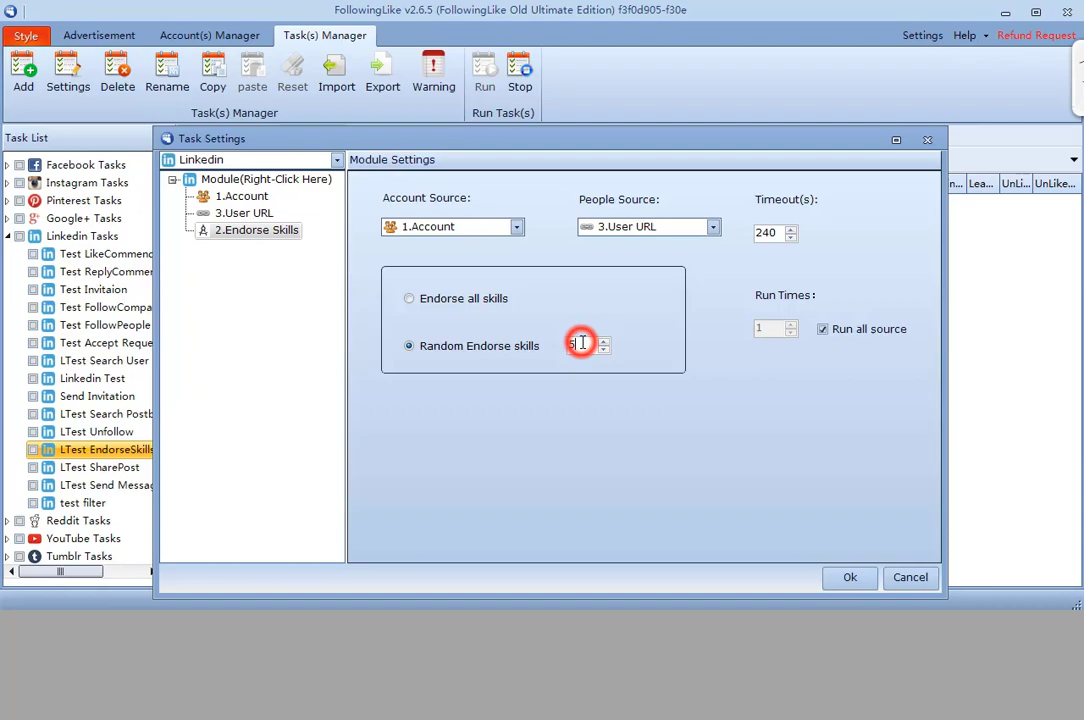 FollowingLike v2.6.5 (FollowingLike Old Ultimate Edition) f3f0d905-f30e
Style Advertisement Account(s) Manager Task(s) Manager Settings Help Refund Request
Add Settings Delete Rename Copy paste Reset Import Export Warning Run Stop
Task(s) Manager Run Task(s)
Task List
Facebook Tasks
Instagram Tasks
Pinterest Tasks
Google+ Tasks
Linkedin Tasks
Test LikeCommend
Test ReplyCommer
Test Invitaion
Test FollowCompa
Test FollowPeople
Test Accept Reque
LTest Search User
Linkedin Test
Send Invitation
LTest Search Postb
LTest Unfollow
LTest EndorseSkills
LTest SharePost
LTest Send Messag
test filter
Reddit Tasks
YouTube Tasks
Tumblr Tasks
Task Settings
Linkedin
Module(Right-Click Here)
1.Account
3.User URL
2.Endorse Skills
Module Settings
Account Source: People Source: Timeout(s):
1.Account 3.User URL 240
Endorse all skills
Random Endorse skills 5
Run Times:
1 Run all source
Ok Cancel
n... Lea... UnLi... UnLike...